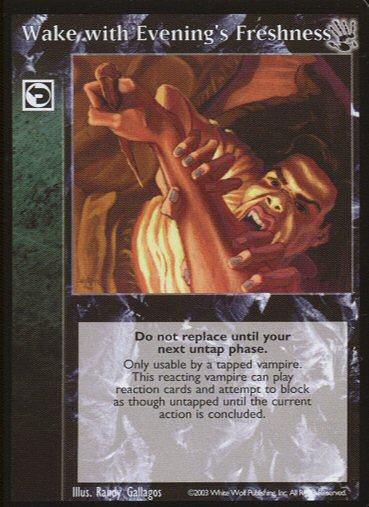 Wake with Evening's Freshness
Do not replace until your
next untap phase.
Only usable by a tapped vampire.
This reacting vampire can play
reaction cards and attempt to block
as though untapped until the current
action is concluded.
Illus. Randy Gallagos
©2003 White Wolf Publishing, Inc. All Rights Reserved.